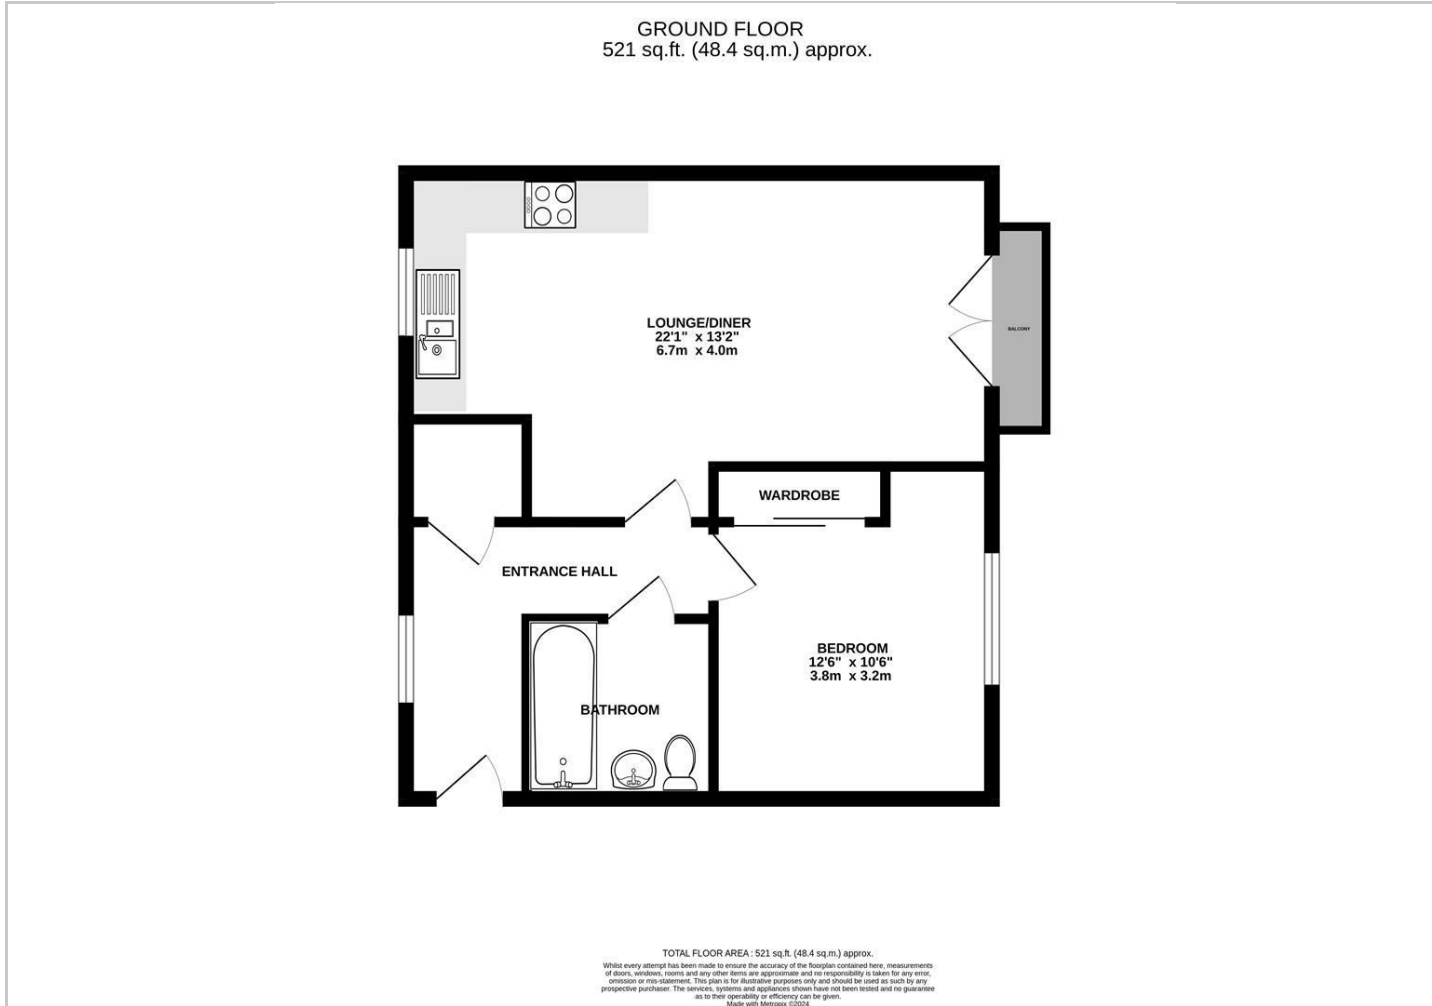 GROUND FLOOR
521 sq.ft. (48.4 sq.m.) approx.
LOUNGE/DINER
22'1" x 13'2"
6.7m x 4.0m
BALCONY
WARDROBE
ENTRANCE HALL
BEDROOM
12'6" x 10'6"
3.8m x 3.2m
BATHROOM
TOTAL FLOOR AREA : 521 sq.ft. (48.4 sq.m.) approx.
Whilst every attempt has been made to ensure the accuracy of the floorplan contained here, measurements
of doors, windows, rooms and any other items are approximate and no responsibility is taken for any error,
omission or mis-statement. This plan is for illustrative purposes only and should be used as such by any
prospective purchaser. The services, systems and appliances shown have not been tested and no guarantee
as to their operability or efficiency can be given.
Made with Metropix ©2024